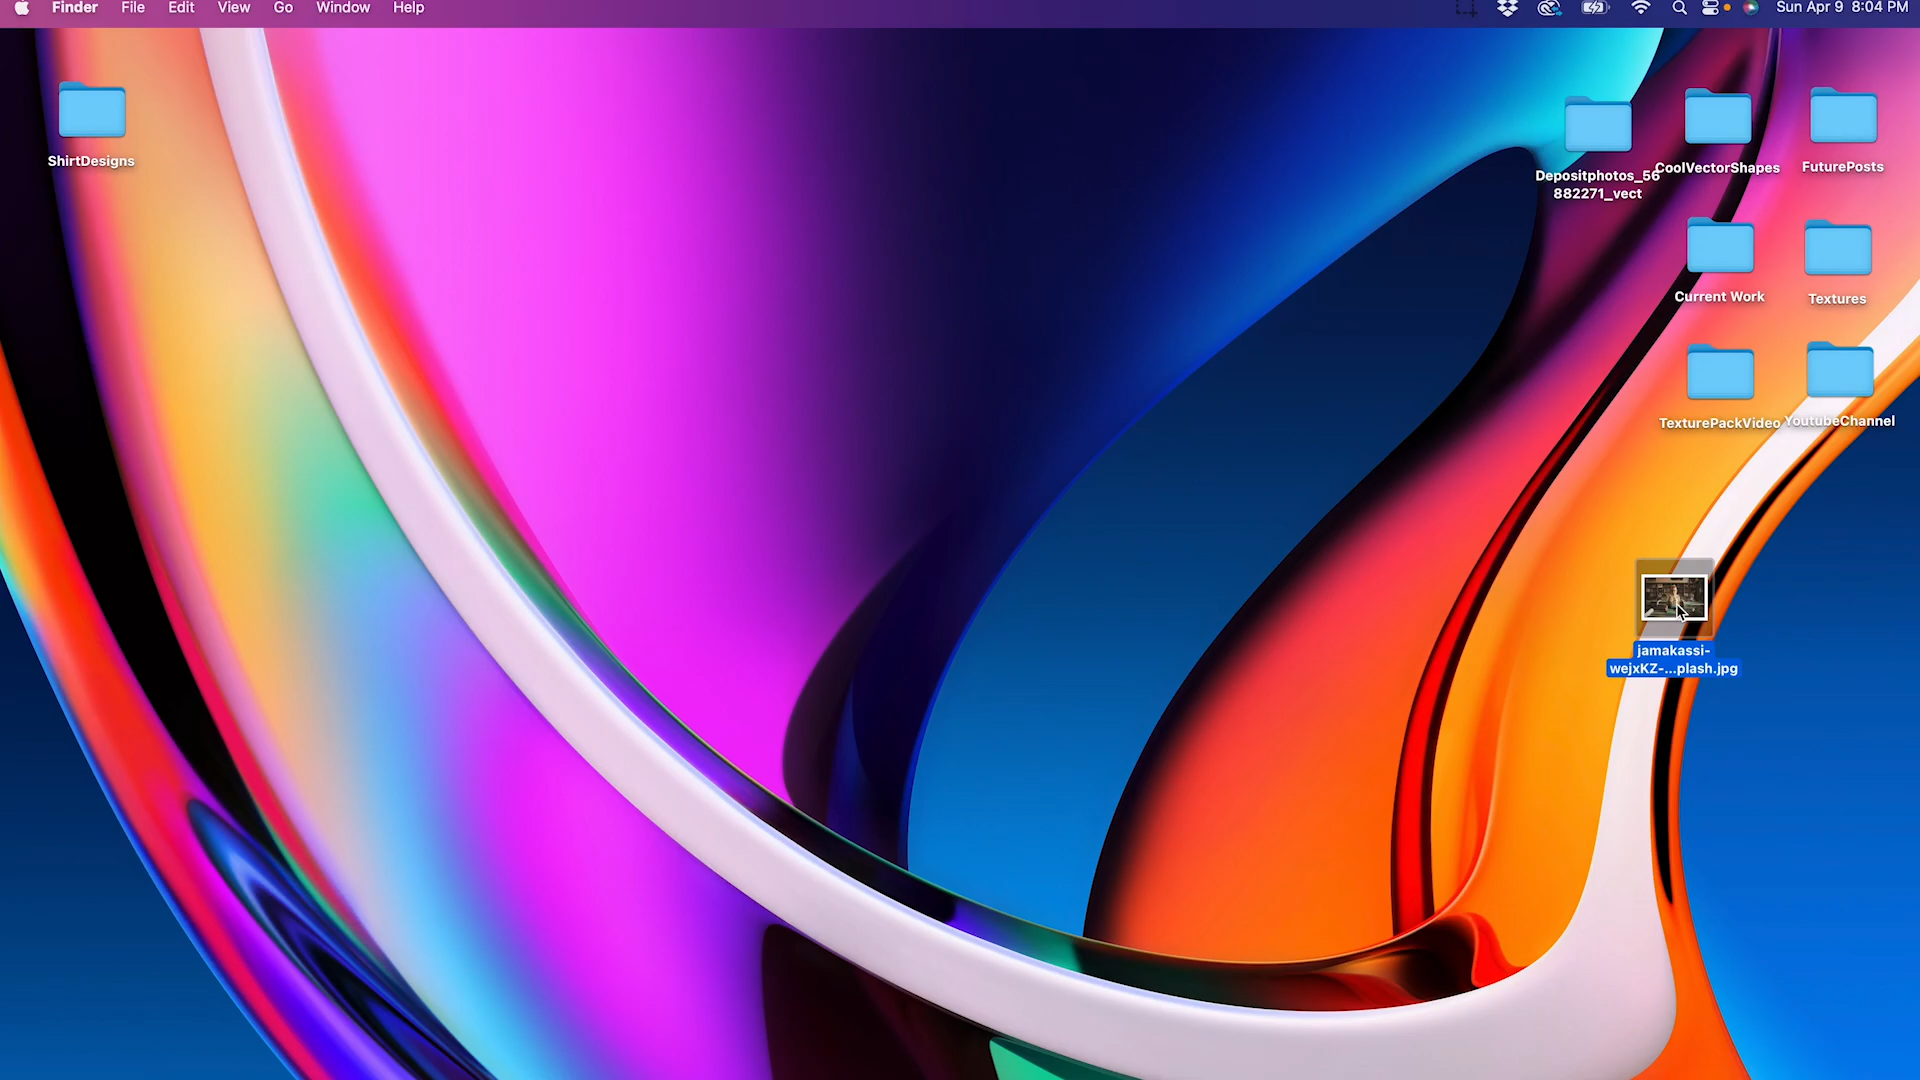 Finder File Edit View Go Window Help Sun Apr 9 8:04 PM
ShirtDesigns
Depositphotos_56
882271_vect
CoolVectorShapes
FuturePosts
Current Work
Textures
TexturePackVideo
YoutubeChannel
jamakassi-
wejxKZ-...plash.jpg